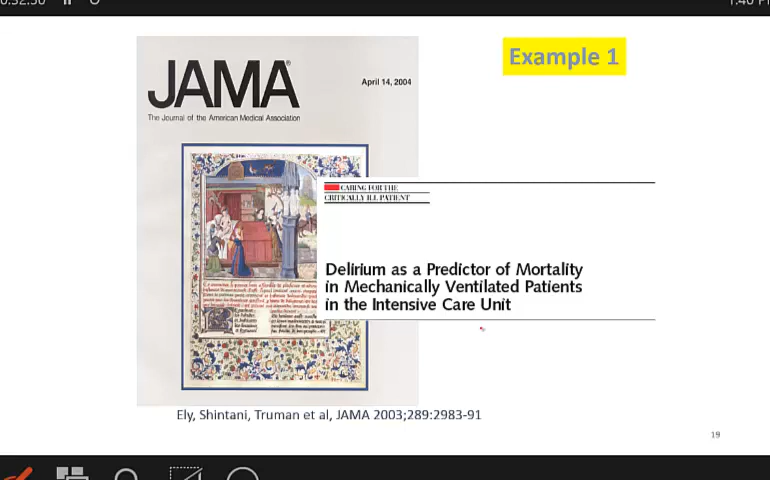 Example 1
JAMA®
April 14, 2004
The Journal of the American Medical Association
CARING FOR THE
CRITICALLY ILL PATIENT
Delirium as a Predictor of Mortality
in Mechanically Ventilated Patients
in the Intensive Care Unit
Ely, Shintani, Truman et al, JAMA 2003;289:2983-91
19